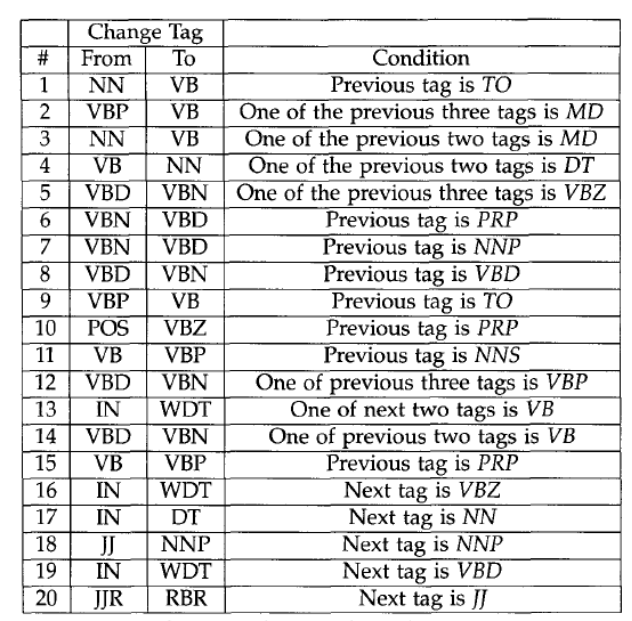 Change Tag
# From To Condition
1 NN VB Previous tag is TO
2 VBP VB One of the previous three tags is MD
3 NN VB One of the previous two tags is MD
4 VB NN One of the previous two tags is DT
5 VBD VBN One of the previous three tags is VBZ
6 VBN VBD Previous tag is PRP
7 VBN VBD Previous tag is NNP
8 VBD VBN Previous tag is VBD
9 VBP VB Previous tag is TO
10 POS VBZ Previous tag is PRP
11 VB VBP Previous tag is NNS
12 VBD VBN One of previous three tags is VBP
13 IN WDT One of next two tags is VB
14 VBD VBN One of previous two tags is VB
15 VB VBP Previous tag is PRP
16 IN WDT Next tag is VBZ
17 IN DT Next tag is NN
18 JJ NNP Next tag is NNP
19 IN WDT Next tag is VBD
20 JJR RBR Next tag is JJ